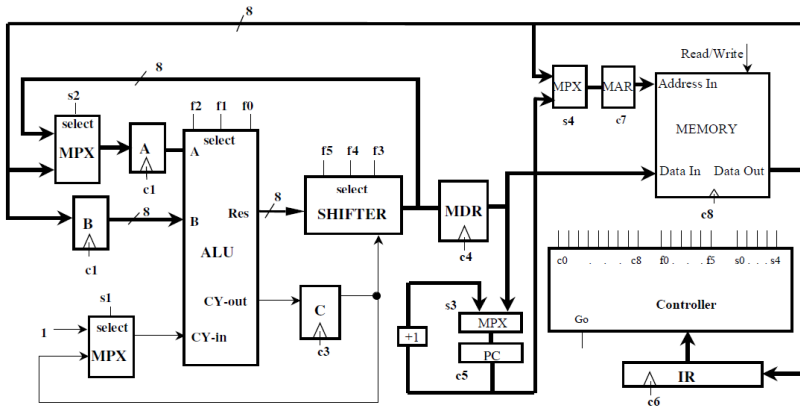 8
8
Read/Write
s2
f2 f1 f0
MPX
MAR
Address In
select
select
MPX
A
A
s4
c7
MEMORY
f5 f4 f3
c1
select
Data In Data Out
B
8
B
Res
8
SHIFTER
MDR
c8
c1
ALU
c4
c0 . . . c8 f0 . . . f5 s0 . . . s4
s1
CY-out
C
s3
Controller
1
select
MPX
Go
MPX
CY-in
+1
c3
PC
c5
IR
c6